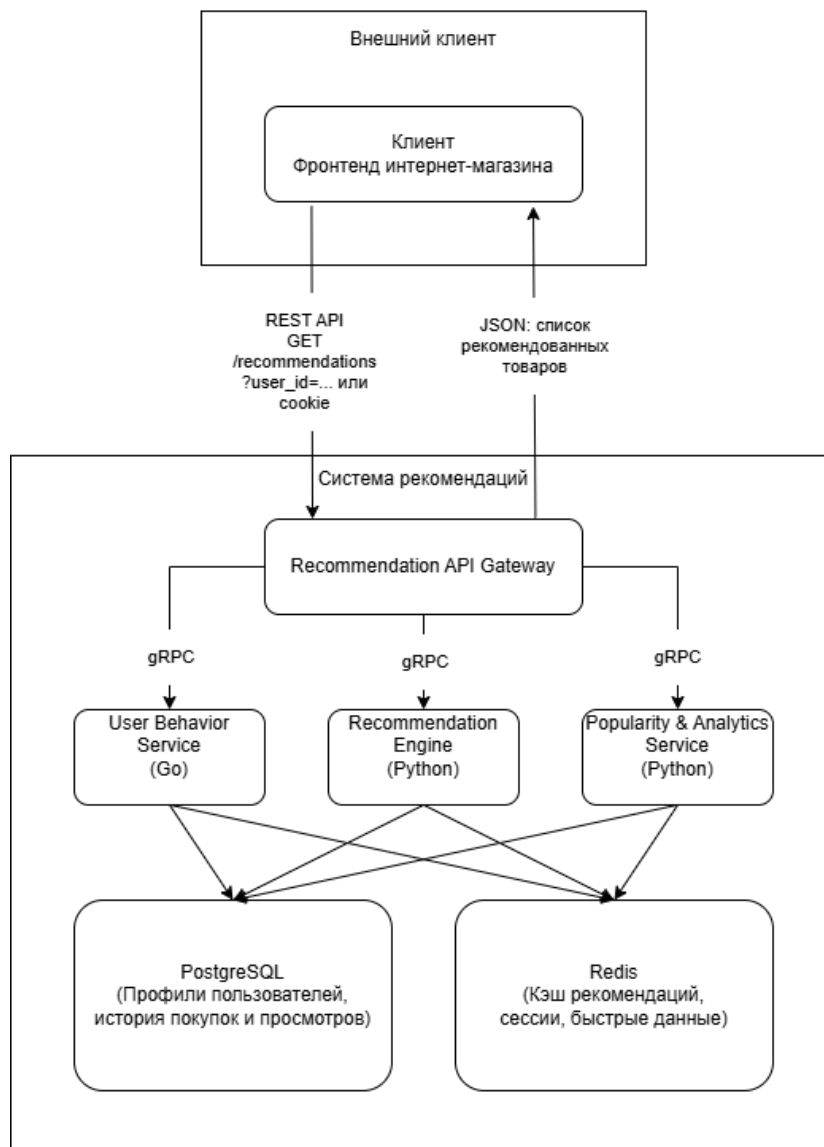 Внешний клиент
Клиент
Фронтенд интернет-магазина
REST API
GET
/recommendations
?user_id=... или
cookie
JSON: список
рекомендованных
товаров
Система рекомендаций
Recommendation API Gateway
gRPC
gRPC
gRPC
User Behavior
Service
(Go)
Recommendation
Engine
(Python)
Popularity & Analytics
Service
(Python)
PostgreSQL
(Профили пользователей,
история покупок и просмотров)
Redis
(Кэш рекомендаций,
сессии, быстрые данные)